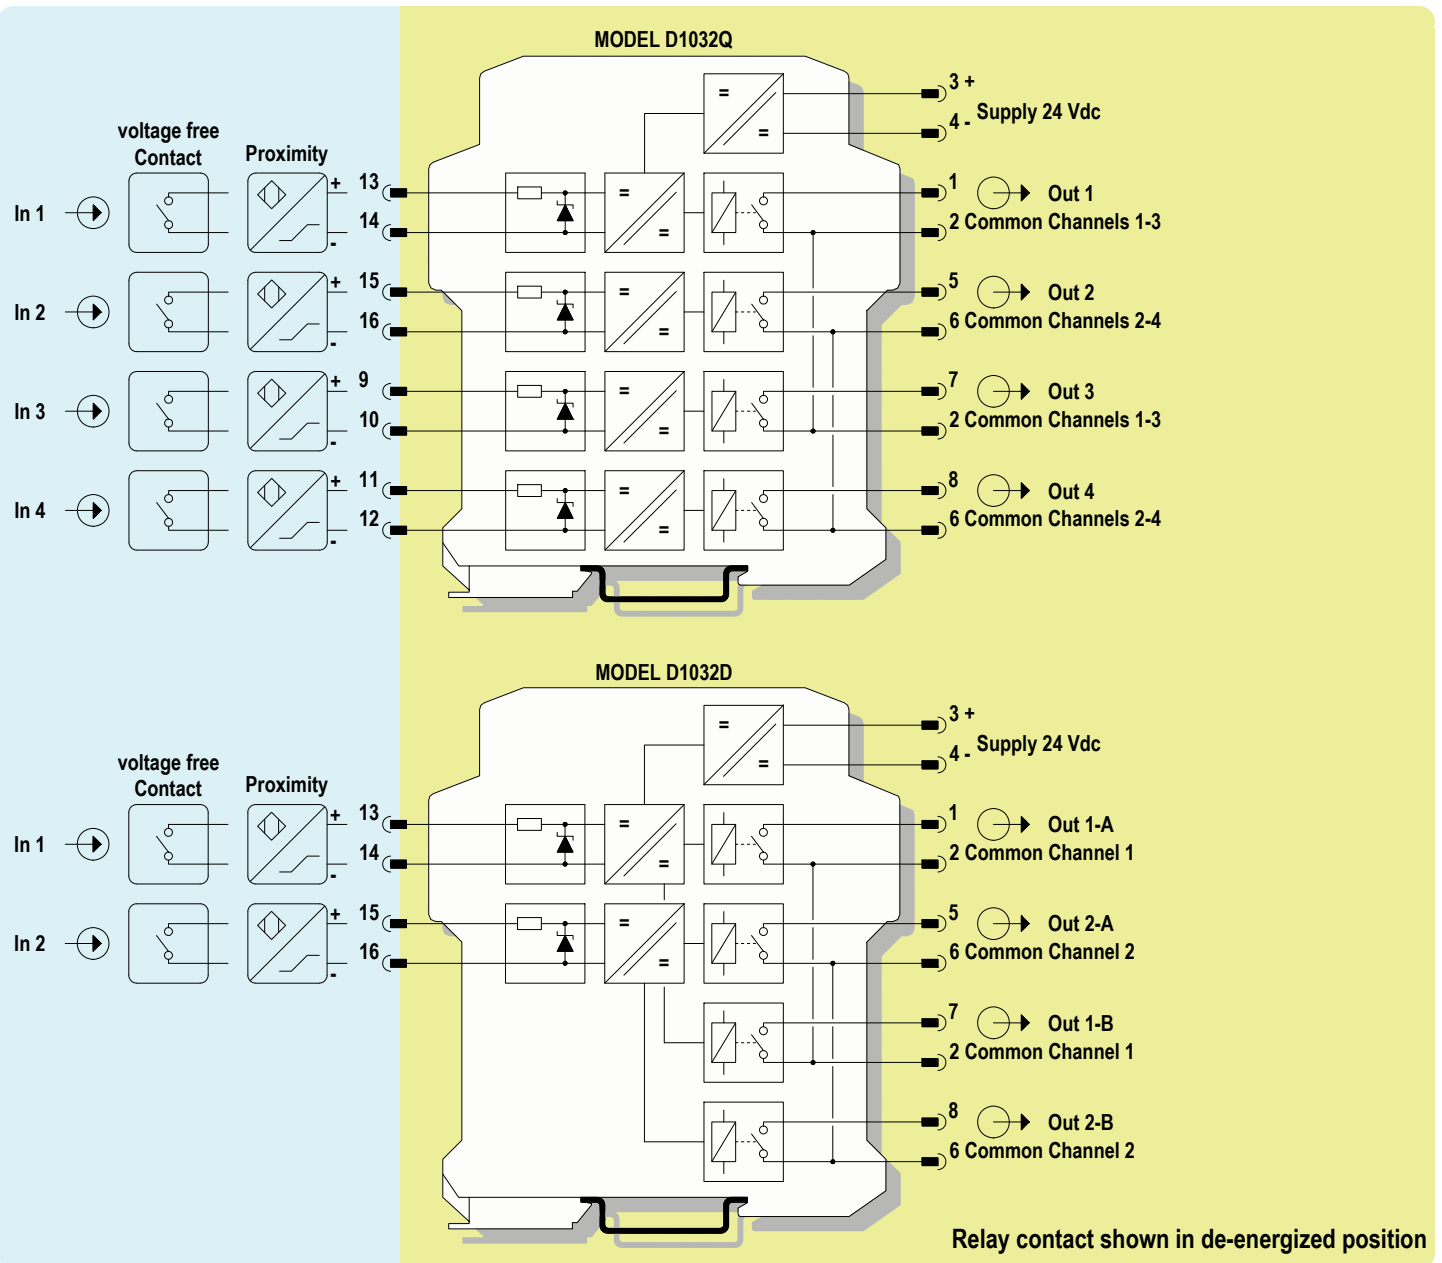 MODEL D1032Q
3 +
4 -
Supply 24 Vdc
voltage free
Contact
Proximity
In 1
+
-
13
14
1
Out 1
2 Common Channels 1-3
In 2
+
-
15
16
5
Out 2
6 Common Channels 2-4
In 3
+
-
9
10
7
Out 3
2 Common Channels 1-3
In 4
+
-
11
12
8
Out 4
6 Common Channels 2-4
MODEL D1032D
3 +
4 -
Supply 24 Vdc
voltage free
Contact
Proximity
In 1
+
-
13
14
1
Out 1-A
2 Common Channel 1
In 2
+
-
15
16
5
Out 2-A
6 Common Channel 2
7
Out 1-B
2 Common Channel 1
8
Out 2-B
6 Common Channel 2
Relay contact shown in de-energized position